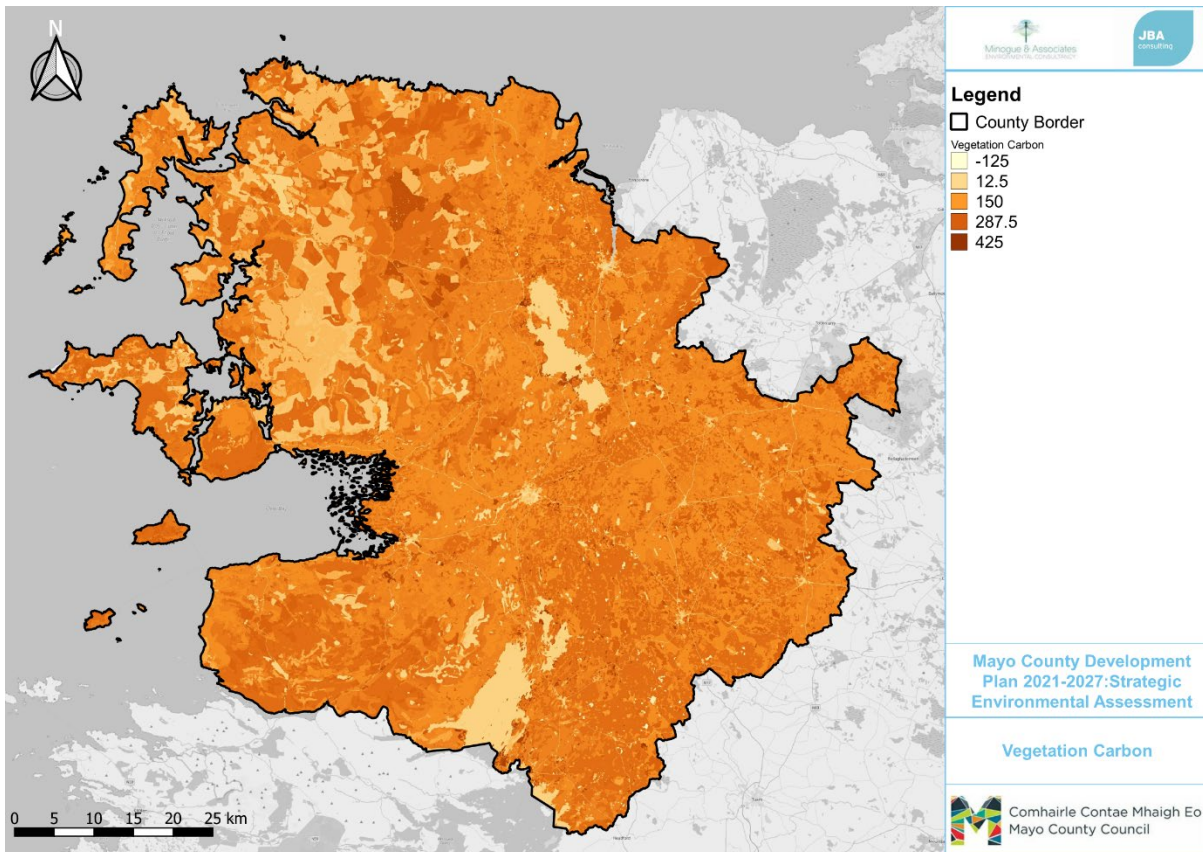 N
Minogue & Associates
ENVIRONMENTAL CONSULTANCY
JBA
consulting
Legend
County Border
Vegetation Carbon
-125
12.5
150
287.5
425
0 5 10 15 20 25 km
Mayo County Development
Plan 2021-2027:Strategic
Environmental Assessment
Vegetation Carbon
Comhairle Contae Mhaigh Eo
Mayo County Council